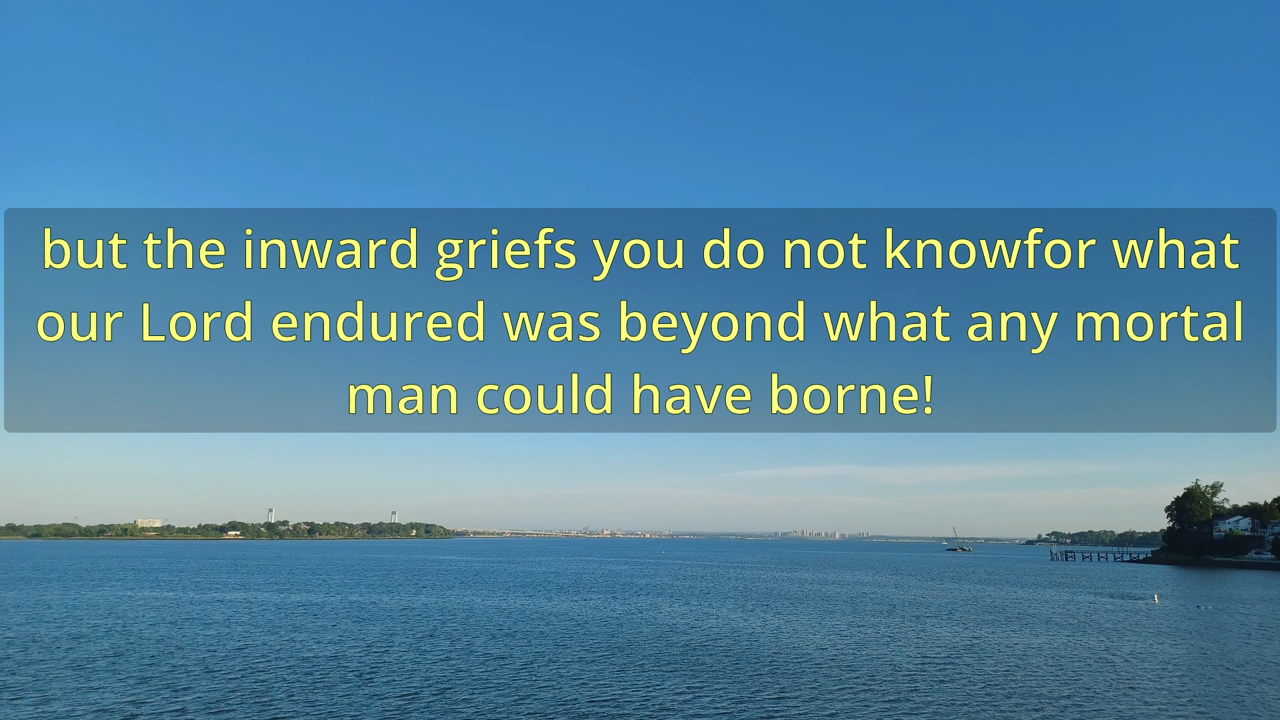 but the inward griefs you do not knowfor what
our Lord endured was beyond what any mortal
man could have borne!